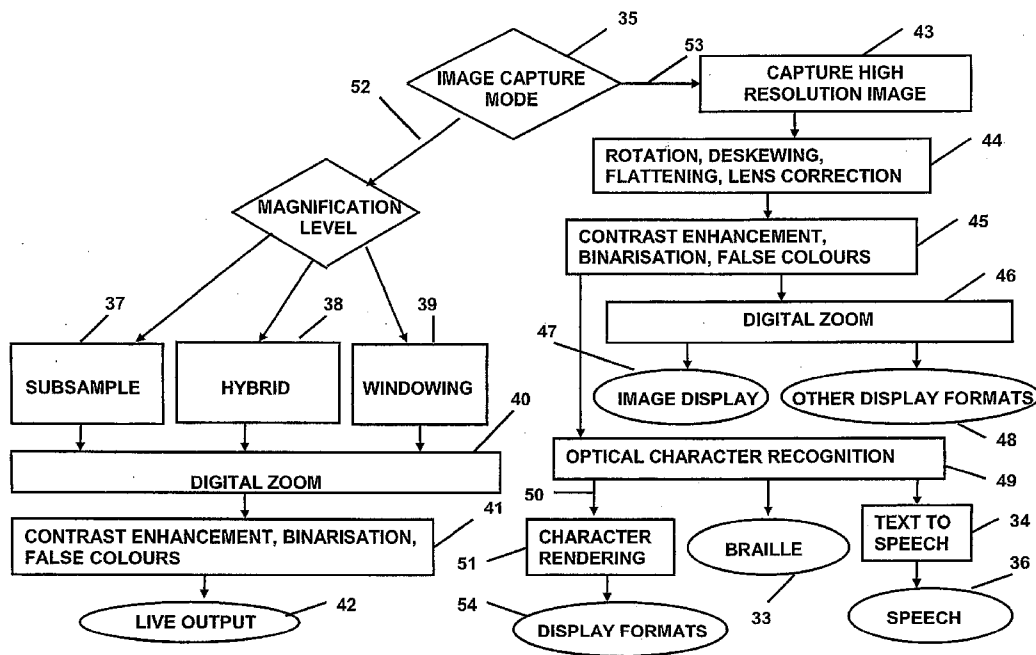 35
53
43
IMAGE CAPTURE
MODE
CAPTURE HIGH
RESOLUTION IMAGE
52
44
ROTATION, DESKEWING,
FLATTENING, LENS CORRECTION
MAGNIFICATION
LEVEL
45
CONTRAST ENHANCEMENT,
BINARISATION, FALSE COLOURS
46
37
38
39
DIGITAL ZOOM
47
SUBSAMPLE
HYBRID
WINDOWING
IMAGE DISPLAY
OTHER DISPLAY FORMATS
40
48
OPTICAL CHARACTER RECOGNITION
49
DIGITAL ZOOM
50
41
34
CONTRAST ENHANCEMENT, BINARISATION,
FALSE COLOURS
51
CHARACTER
RENDERING
BRAILLE
TEXT TO
SPEECH
36
42
LIVE OUTPUT
54
33
DISPLAY FORMATS
SPEECH